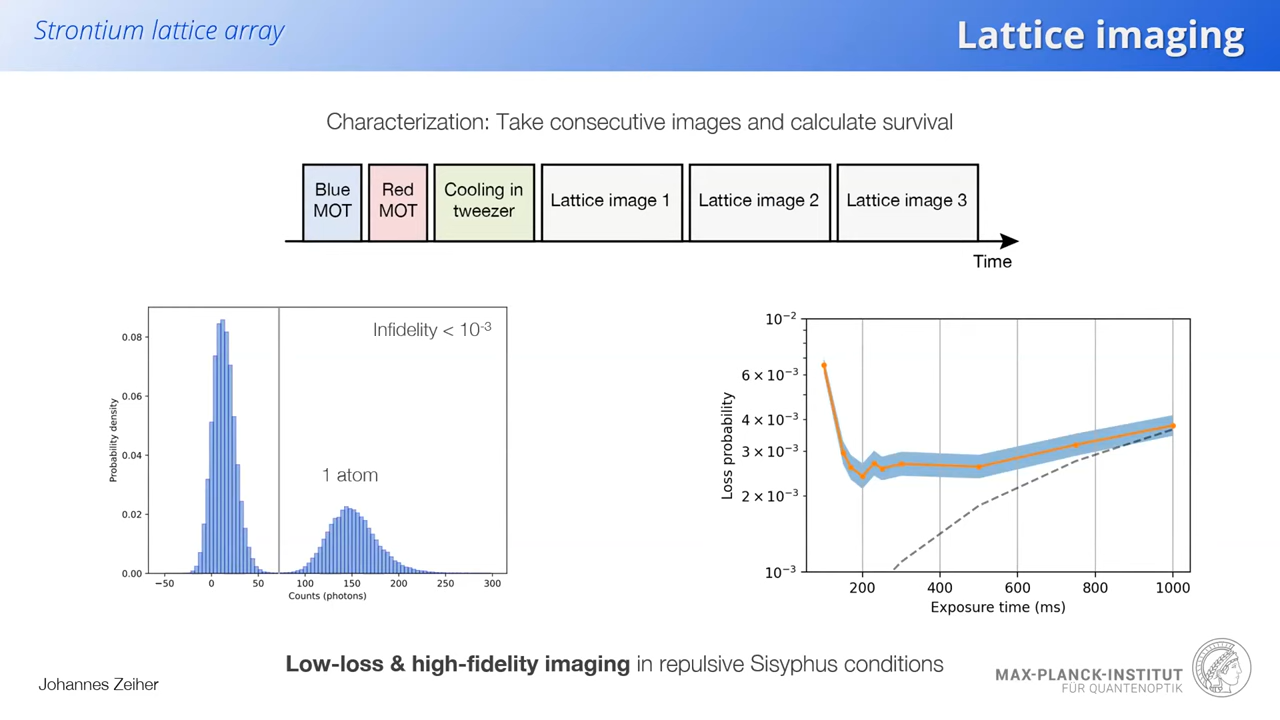 Strontium lattice array
Lattice imaging
Characterization: Take consecutive images and calculate survival
Blue
MOT
Red
MOT
Cooling in
tweezer
Lattice image 1
Lattice image 2
Lattice image 3
Time
Infidelity < 10⁻³
1 atom
Probability density
0.08
0.06
0.04
0.02
0.00
−50
0
50
100
150
200
250
300
Counts (photons)
Loss probability
10⁻²
6 × 10⁻³
4 × 10⁻³
3 × 10⁻³
2 × 10⁻³
10⁻³
200
400
600
800
1000
Exposure time (ms)
Low-loss & high-fidelity imaging in repulsive Sisyphus conditions
Johannes Zeiher
MAX-PLANCK-INSTITUT
FÜR QUANTENOPTIK